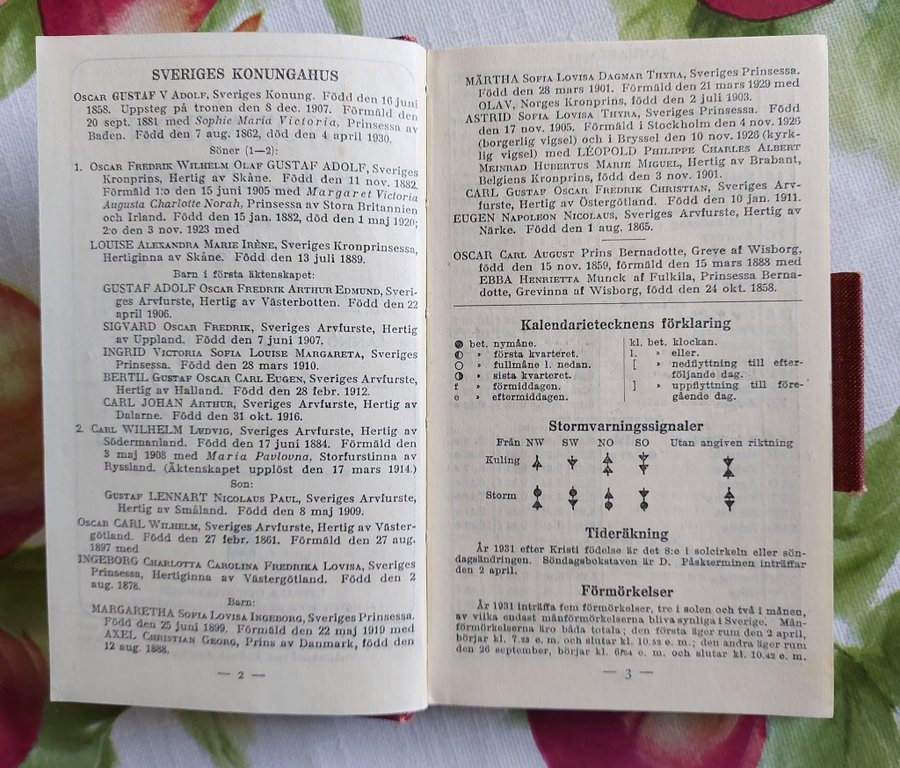 SVERIGES KONUNGAHUS
OSCAR GUSTAF V ADOLF, Sveriges Konung. Född den 16 juni
1858. Uppsteg på tronen den 8 dec. 1907. Förmäld den
20 sept. 1881 med Sophie Maria Victoria, Prinsessa av
Baden. Född den 7 aug. 1862, död den 4 april 1930.
Söner (1—2):
1. OSCAR FREDRIK WILHELM OLAF GUSTAF ADOLF, Sveriges
Kronprins, Hertig av Skåne. Född den 11 nov. 1882.
Förmäld 1:o den 15 juni 1905 med Margaret Victoria
Augusta Charlotte Norah, Prinsessa av Stora Britannien
och Irland. Född den 15 jan. 1882, död den 1 maj 1920;
2:o den 3 nov. 1923 med
LOUISE ALEXANDRA MARIE IRÈNE, Sveriges Kronprinsessa,
Hertiginna av Skåne. Född den 13 juli 1889.
Barn i första äktenskapet:
GUSTAF ADOLF OSCAR FREDRIK ARTHUR EDMUND, Sveri-
ges Arvfurste, Hertig av Västerbotten. Född den 22
april 1906.
SIGVARD OSCAR FREDRIK, Sveriges Arvfurste, Hertig
av Uppland. Född den 7 juni 1907.
INGRID VICTORIA SOFIA LOUISE MARGARETA, Sveriges
Prinsessa. Född den 28 mars 1910.
BERTIL GUSTAF OSCAR CARL EUGEN, Sveriges Arvfurste,
Hertig av Halland. Född den 28 febr. 1912.
CARL JOHAN ARTHUR, Sveriges Arvfurste, Hertig av
Dalarne. Född den 31 okt. 1916.
2. CARL WILHELM LUDVIG, Sveriges Arvfurste, Hertig av
Södermanland. Född den 17 juni 1884. Förmäld den
3 maj 1908 med Maria Pavlovna, Storfurstinna av
Ryssland. (Äktenskapet upplöst den 17 mars 1914.)
Son:
GUSTAF LENNART NICOLAUS PAUL, Sveriges Arvfurste,
Hertig av Småland. Född den 8 maj 1909.
OSCAR CARL WILHELM, Sveriges Arvfurste, Hertig av Väster-
götland. Född den 27 febr. 1861. Förmäld den 27 aug.
1897 med
INGEBORG CHARLOTTA CAROLINA FREDRIKA LOVISA, Sveriges
Prinsessa, Hertiginna av Västergötland. Född den 2
aug. 1878.
Barn:
MARGARETHA SOFIA LOVISA INGEBORG, Sveriges Prinsessa.
Född den 25 juni 1899. Förmäld den 22 maj 1919 med
AXEL CHRISTIAN GEORG, Prins av Danmark, född den
12 aug. 1888.
— 2 —
MÄRTHA SOFIA LOVISA DAGMAR THYRA, Sveriges Prinsessa.
Född den 28 mars 1901. Förmäld den 21 mars 1929 med
OLAV, Norges Kronprins, född den 2 juli 1903.
ASTRID SOFIA LOVISA THYRA, Sveriges Prinsessa. Född
den 17 nov. 1905. Förmäld i Stockholm den 4 nov. 1926
(borgerlig vigsel) och i Bryssel den 10 nov. 1926 (kyrk-
lig vigsel) med LÉOPOLD PHILIPPE CHARLES ALBERT
MEINRAD HUBERTUS MARIE MIGUEL, Hertig av Brabant,
Belgiens Kronprins, född den 3 nov. 1901.
CARL GUSTAF OSCAR FREDRIK CHRISTIAN, Sveriges Arv-
furste, Hertig av Östergötland. Född den 10 jan. 1911.
EUGEN NAPOLEON NICOLAUS, Sveriges Arvfurste, Hertig av
Närke. Född den 1 aug. 1865.
OSCAR CARL AUGUST Prins Bernadotte, Greve af Wisborg,
född den 15 nov. 1859, förmäld den 15 mars 1888 med
EBBA HENRIETTA Munck af Fulkila, Prinsessa Berna-
dotte, Grevinna af Wisborg, född den 24 okt. 1858.
Kalendarietecknens förklaring
bet. nymåne.
» första kvarteret.
» fullmåne l. nedan.
» sista kvarteret.
f » förmiddagen.
e » eftermiddagen.
kl. bet. klockan.
l. » eller.
[ » nedflyttning till efter-
följande dag.
] » uppflyttning till före-
gående dag.
Stormvarningssignaler
Från NW SW NO SO Utan angiven riktning
Kuling
Storm
Tideräkning
År 1931 efter Kristi födelse är det 8:e i solcirkeln eller sön-
dagsändringen. Söndagsbokstaven är D. Påskterminen inträffar
den 2 april.
Förmörkelser
År 1931 inträffa fem förmörkelser, tre i solen och två i månen,
av vilka endast månförmörkelserna bliva synliga i Sverige. Mån-
förmörkelserna äro båda totala; den första äger rum den 2 april,
börjar kl. 7.23 e. m. och slutar kl. 10.52 e. m.; den andra äger rum
den 26 september, börjar kl. 6.54 e. m. och slutar kl. 10.42 e. m.
— 3 —